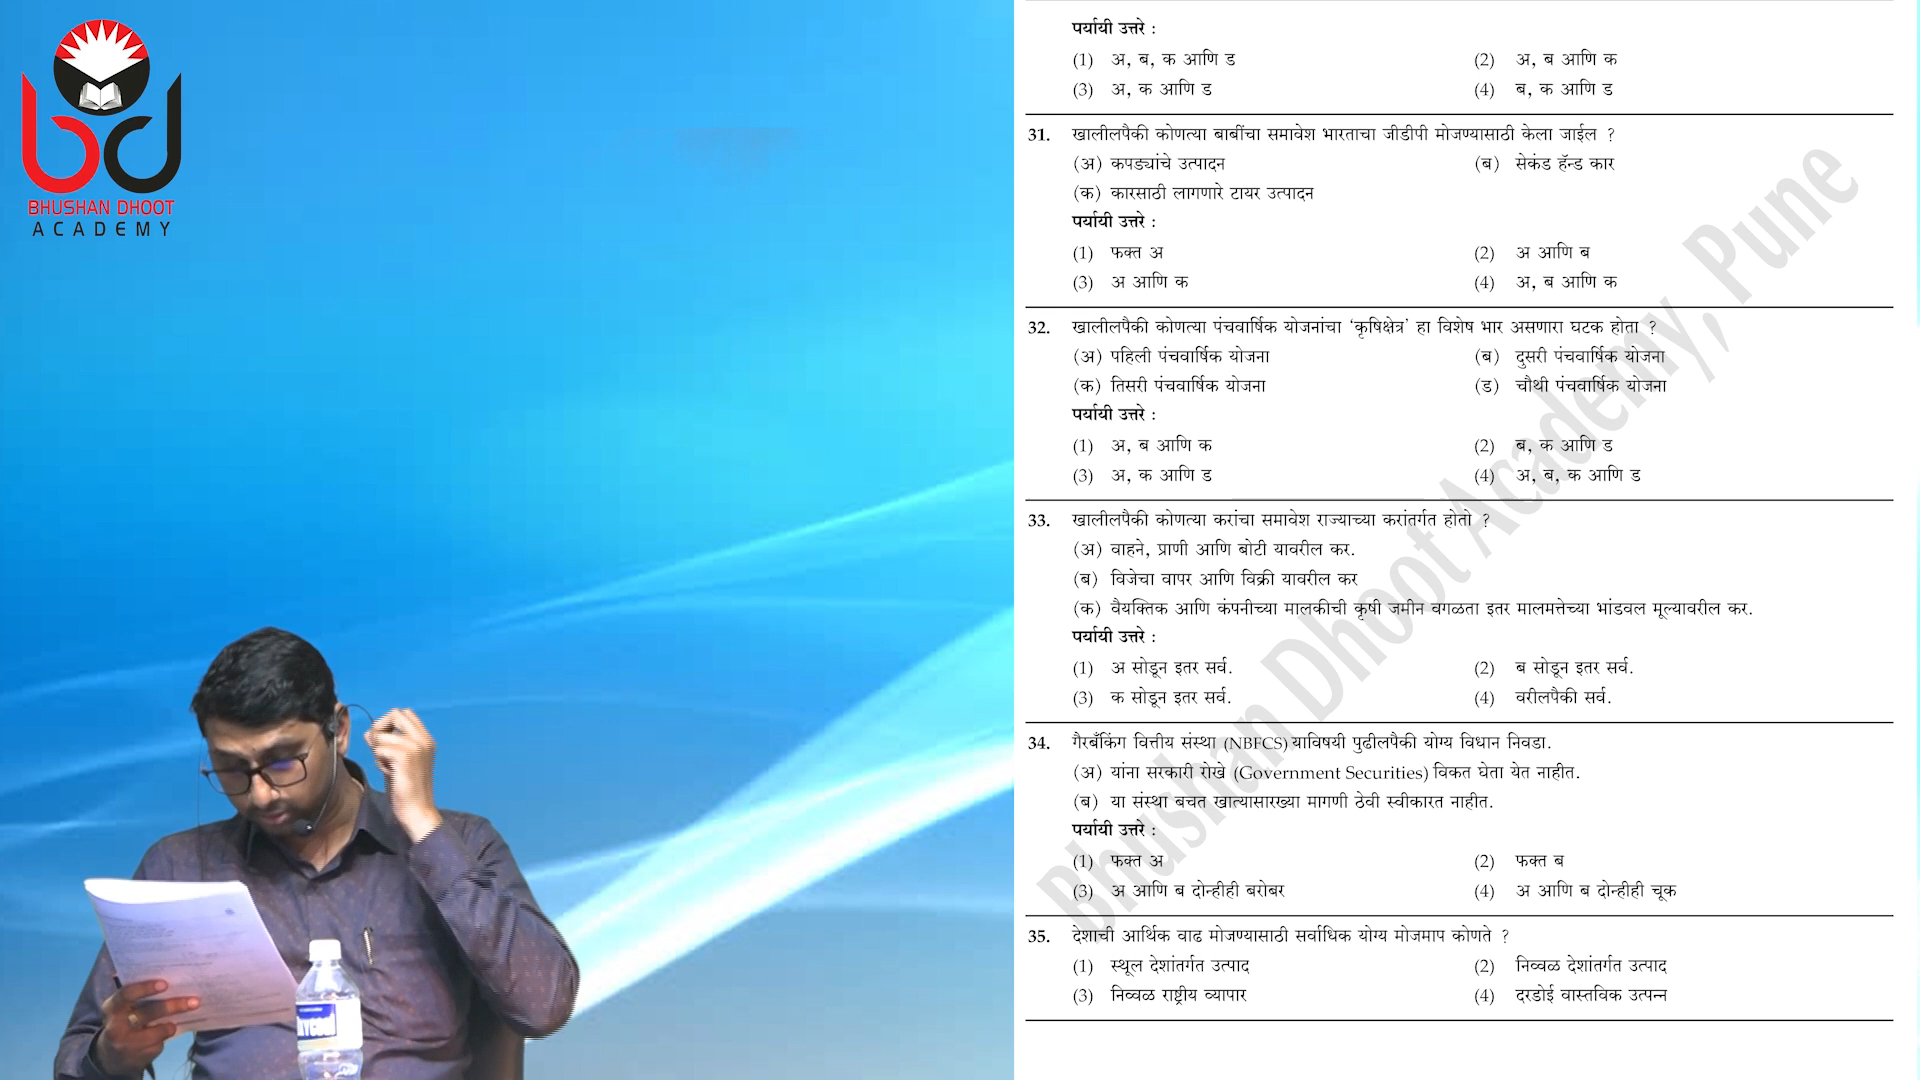 BHUSHAN DHOOT
ACADEMY
पर्यायी उत्तरे :
(1) अ, ब, क आणि ड (2) अ, ब आणि क
(3) अ, क आणि ड (4) ब, क आणि ड
31. खालीलपैकी कोणत्या बाबींचा समावेश भारताचा जीडीपी मोजण्यासाठी केला जाईल ?
(अ) कपड्यांचे उत्पादन (ब) सेकंड हॅन्ड कार
(क) कारसाठी लागणारे टायर उत्पादन
पर्यायी उत्तरे :
(1) फक्त अ (2) अ आणि ब
(3) अ आणि क (4) अ, ब आणि क
32. खालीलपैकी कोणत्या पंचवार्षिक योजनांचा ‘कृषिक्षेत्र’ हा विशेष भार असणारा घटक होता ?
(अ) पहिली पंचवार्षिक योजना (ब) दुसरी पंचवार्षिक योजना
(क) तिसरी पंचवार्षिक योजना (ड) चौथी पंचवार्षिक योजना
पर्यायी उत्तरे :
(1) अ, ब आणि क (2) ब, क आणि ड
(3) अ, क आणि ड (4) अ, ब, क आणि ड
33. खालीलपैकी कोणत्या करांचा समावेश राज्याच्या करांतर्गत होतो ?
(अ) वाहने, प्राणी आणि बोटी यावरील कर.
(ब) विजेचा वापर आणि विक्री यावरील कर
(क) वैयक्तिक आणि कंपनीच्या मालकीची कृषी जमीन वगळता इतर मालमत्तेच्या भांडवल मूल्यावरील कर.
पर्यायी उत्तरे :
(1) अ सोडून इतर सर्व. (2) ब सोडून इतर सर्व.
(3) क सोडून इतर सर्व. (4) वरीलपैकी सर्व.
34. गैरबँकिंग वित्तीय संस्था (NBFCS) याविषयी पुढीलपैकी योग्य विधान निवडा.
(अ) यांना सरकारी रोखे (Government Securities) विकत घेता येत नाहीत.
(ब) या संस्था बचत खात्यासारख्या मागणी ठेवी स्वीकारत नाहीत.
पर्यायी उत्तरे :
(1) फक्त अ (2) फक्त ब
(3) अ आणि ब दोन्हीही बरोबर (4) अ आणि ब दोन्हीही चूक
35. देशाची आर्थिक वाढ मोजण्यासाठी सर्वाधिक योग्य मोजमाप कोणते ?
(1) स्थूल देशांतर्गत उत्पाद (2) निव्वळ देशांतर्गत उत्पाद
(3) निव्वळ राष्ट्रीय व्यापार (4) दरडोई वास्तविक उत्पन्न
Bhushan Dhoot Academy, Pune